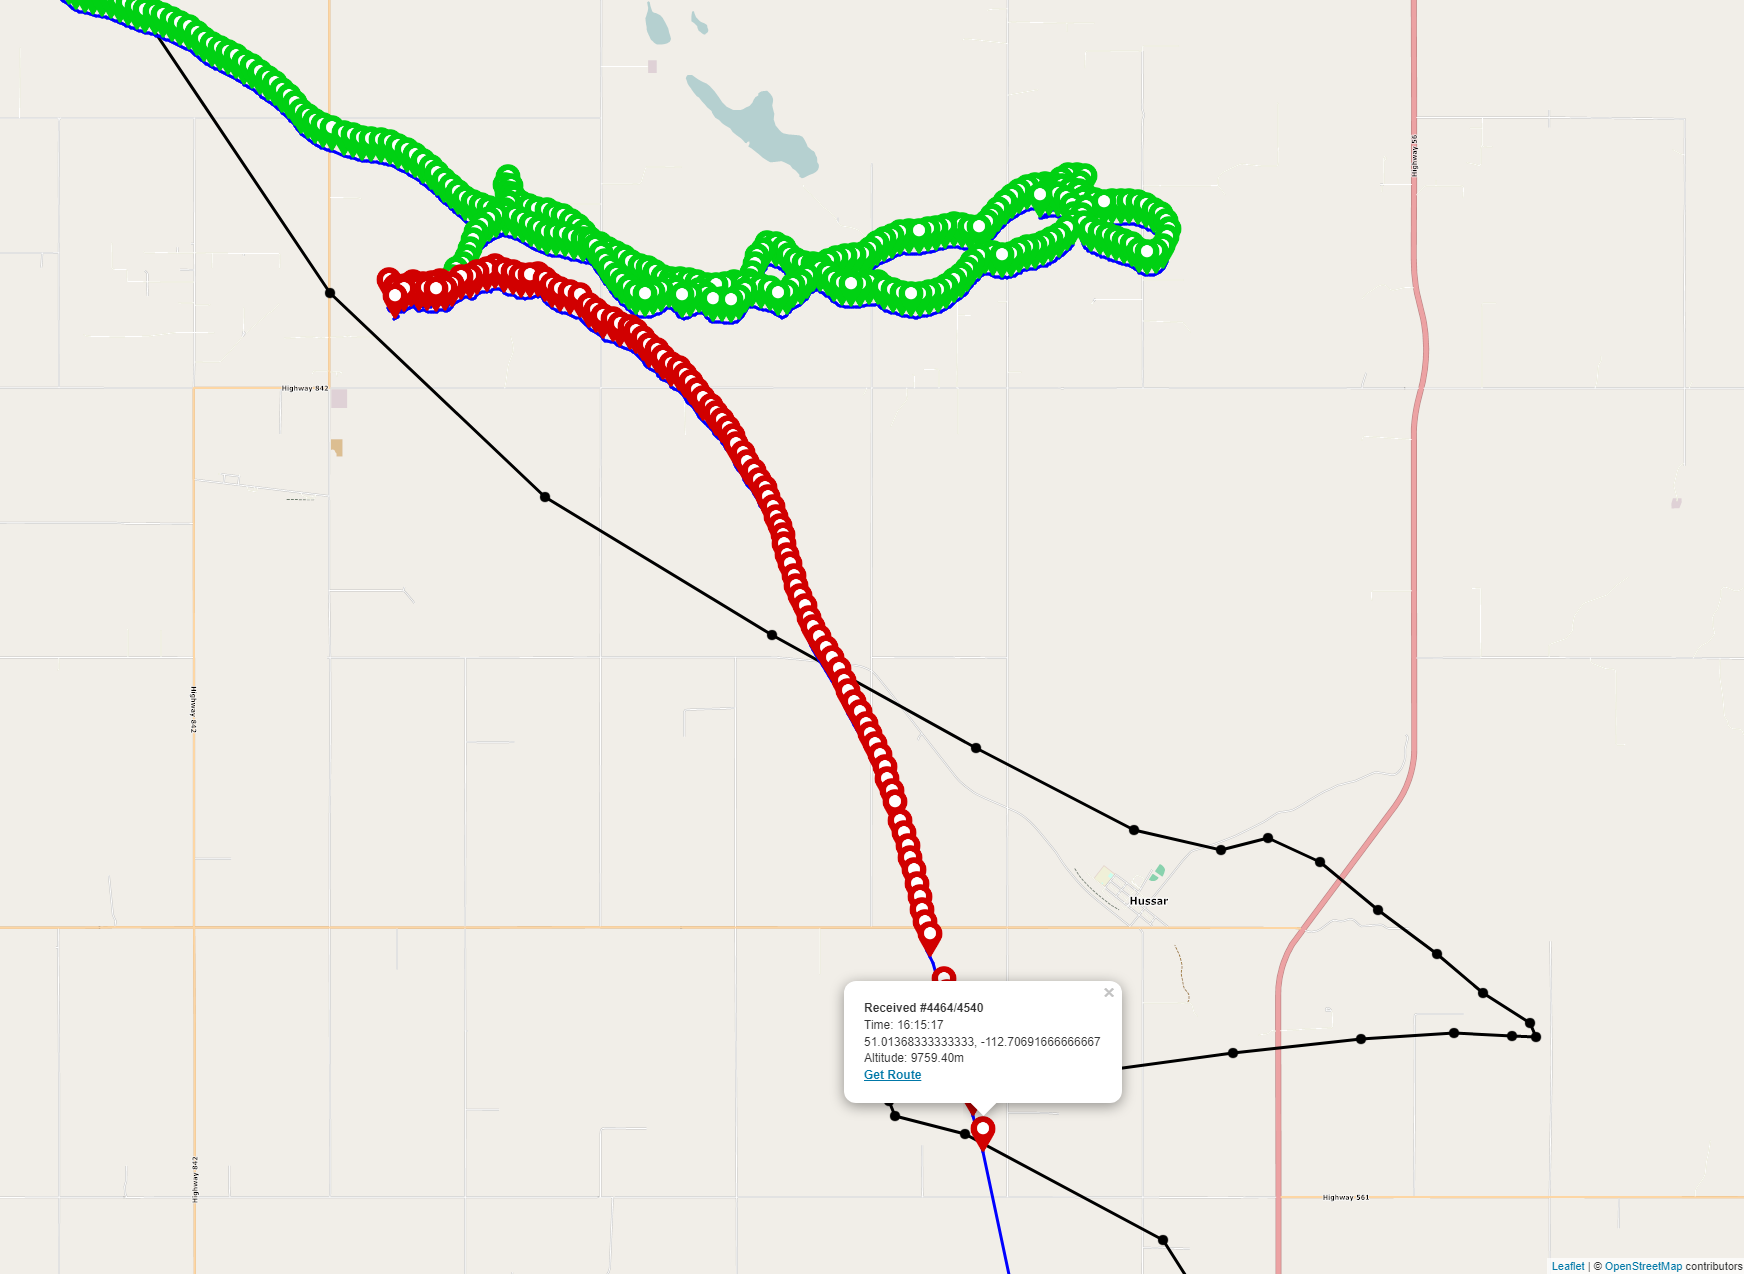 Highway 56
Highway 842
Highway 842
Hussar
Received #4464/4540
×
Time: 16:15:17
51.01368333333333, -112.70691666666667
Altitude: 9759.40m
Get Route
Highway 842
Highway 561
Leaflet | © OpenStreetMap contributors